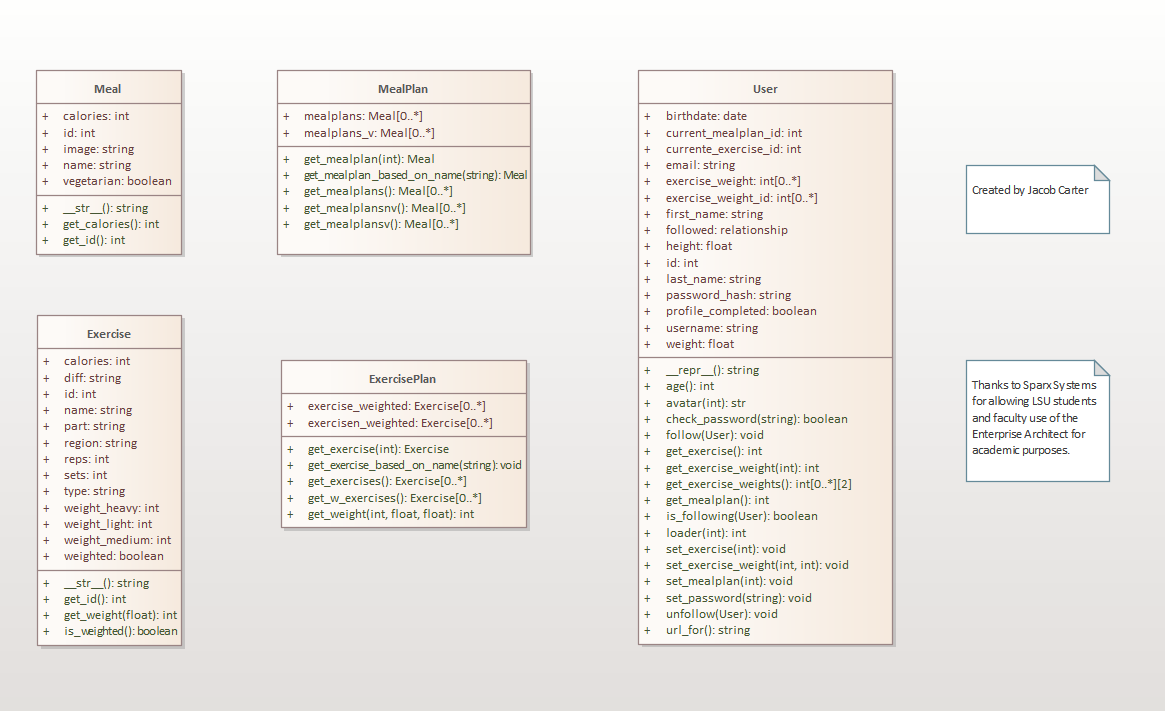 Meal
+ calories: int
+ id: int
+ image: string
+ name: string
+ vegetarian: boolean
+ __str__(): string
+ get_calories(): int
+ get_id(): int
MealPlan
+ mealplans: Meal[0..*]
+ mealplans_v: Meal[0..*]
+ get_mealplan(int): Meal
+ get_mealplan_based_on_name(string): Meal
+ get_mealplans(): Meal[0..*]
+ get_mealplansnv(): Meal[0..*]
+ get_mealplansv(): Meal[0..*]
Exercise
+ calories: int
+ diff: string
+ id: int
+ name: string
+ part: string
+ region: string
+ reps: int
+ sets: int
+ type: string
+ weight_heavy: int
+ weight_light: int
+ weight_medium: int
+ weighted: boolean
+ __str__(): string
+ get_id(): int
+ get_weight(float): int
+ is_weighted(): boolean
ExercisePlan
+ exercise_weighted: Exercise[0..*]
+ exercisen_weighted: Exercise[0..*]
+ get_exercise(int): Exercise
+ get_exercise_based_on_name(string): void
+ get_exercises(): Exercise[0..*]
+ get_w_exercises(): Exercise[0..*]
+ get_weight(int, float, float): int
User
+ birthdate: date
+ current_mealplan_id: int
+ currente_exercise_id: int
+ email: string
+ exercise_weight: int[0..*]
+ exercise_weight_id: int[0..*]
+ first_name: string
+ followed: relationship
+ height: float
+ id: int
+ last_name: string
+ password_hash: string
+ profile_completed: boolean
+ username: string
+ weight: float
+ __repr__(): string
+ age(): int
+ avatar(int): str
+ check_password(string): boolean
+ follow(User): void
+ get_exercise(): int
+ get_exercise_weight(int): int
+ get_exercise_weights(): int[0..*][2]
+ get_mealplan(): int
+ is_following(User): boolean
+ loader(int): int
+ set_exercise(int): void
+ set_exercise_weight(int, int): void
+ set_mealplan(int): void
+ set_password(string): void
+ unfollow(User): void
+ url_for(): string
Created by Jacob Carter
Thanks to Sparx Systems
for allowing LSU students
and faculty use of the
Enterprise Architect for
academic purposes.